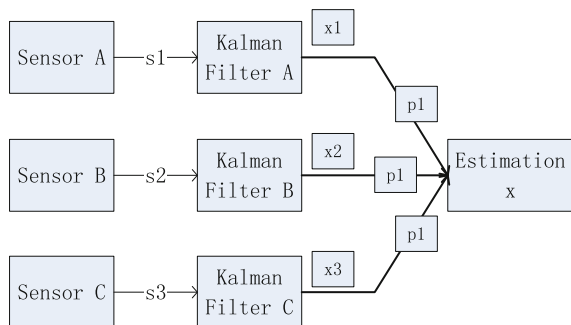 Sensor A
s1
Kalman
Filter A
x1
p1
Sensor B
s2
Kalman
Filter B
x2
p1
Estimation
x
Sensor C
s3
Kalman
Filter C
x3
p1